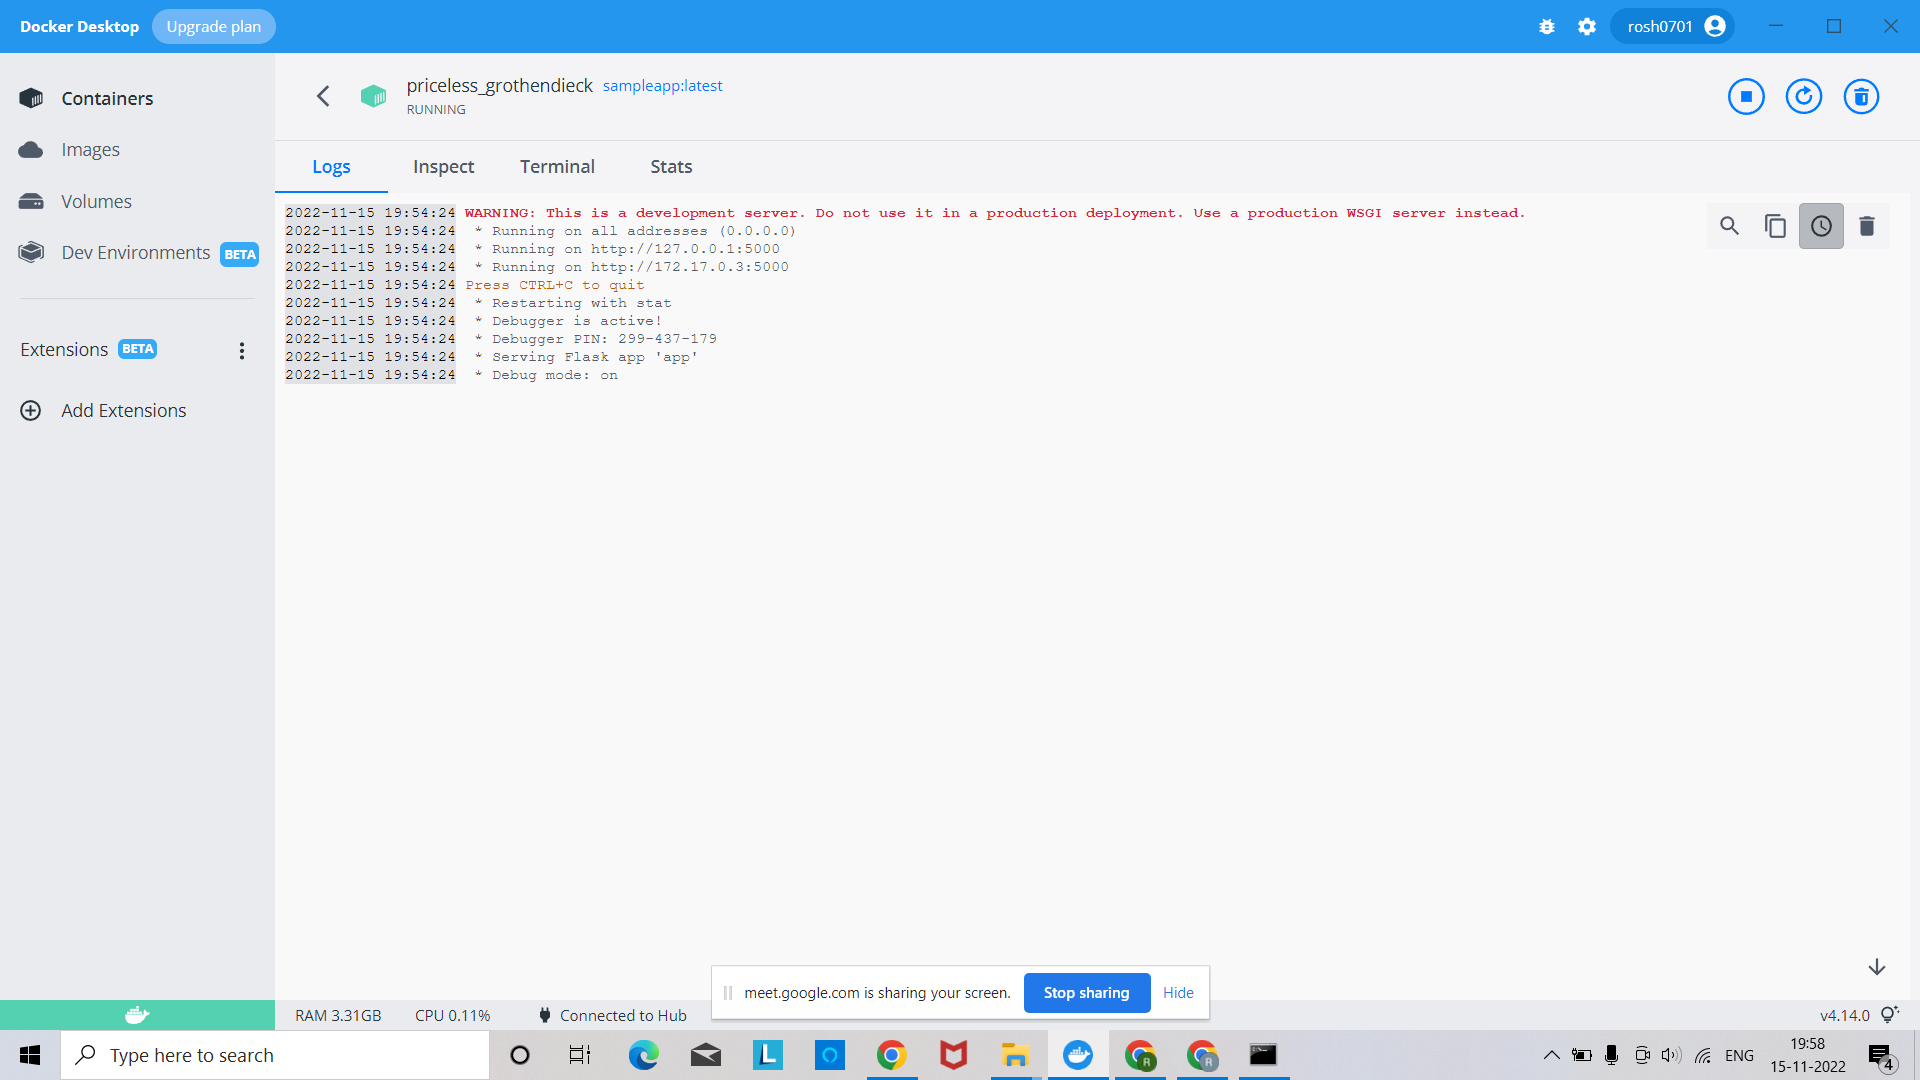 Docker Desktop Upgrade plan rosh0701
Containers
Images
Volumes
Dev Environments BETA
Extensions BETA
Add Extensions
priceless_grothendieck sampleapp:latest
RUNNING
Logs Inspect Terminal Stats
2022-11-15 19:54:24 WARNING: This is a development server. Do not use it in a production deployment. Use a production WSGI server instead.
2022-11-15 19:54:24 * Running on all addresses (0.0.0.0)
2022-11-15 19:54:24 * Running on http://127.0.0.1:5000
2022-11-15 19:54:24 * Running on http://172.17.0.3:5000
2022-11-15 19:54:24 Press CTRL+C to quit
2022-11-15 19:54:24 * Restarting with stat
2022-11-15 19:54:24 * Debugger is active!
2022-11-15 19:54:24 * Debugger PIN: 299-437-179
2022-11-15 19:54:24 * Serving Flask app 'app'
2022-11-15 19:54:24 * Debug mode: on
meet.google.com is sharing your screen. Stop sharing Hide
RAM 3.31GB CPU 0.11% Connected to Hub v4.14.0
Type here to search L R R ENG 19:58
15-11-2022 4